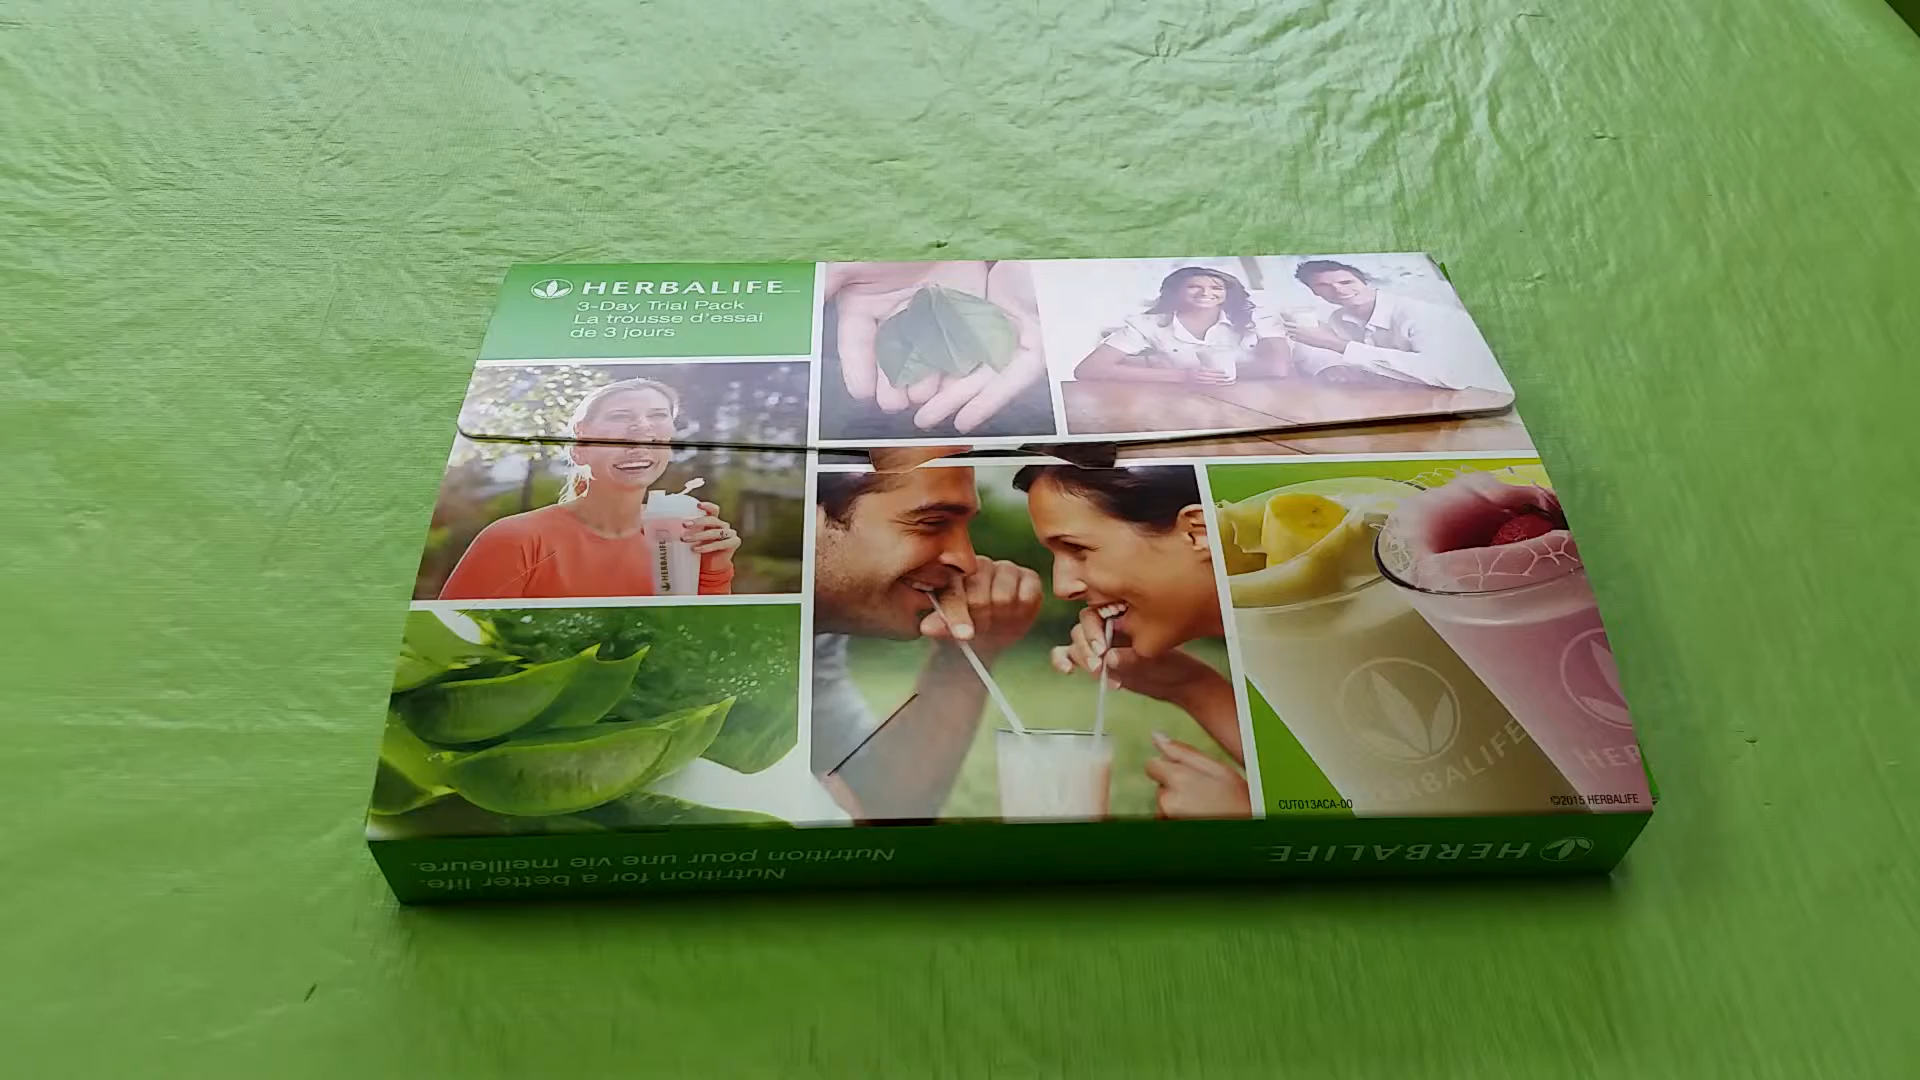 HERBALIFE
3-Day Trial Pack
La trousse d'essai
de 3 jours
HERBALIFE
HERBALIFE
HER
CUT013ACA-00
©2015 HERBALIFE
HERBALIFE
Nutrition for a better life.
Nutrition pour une vie meilleure.